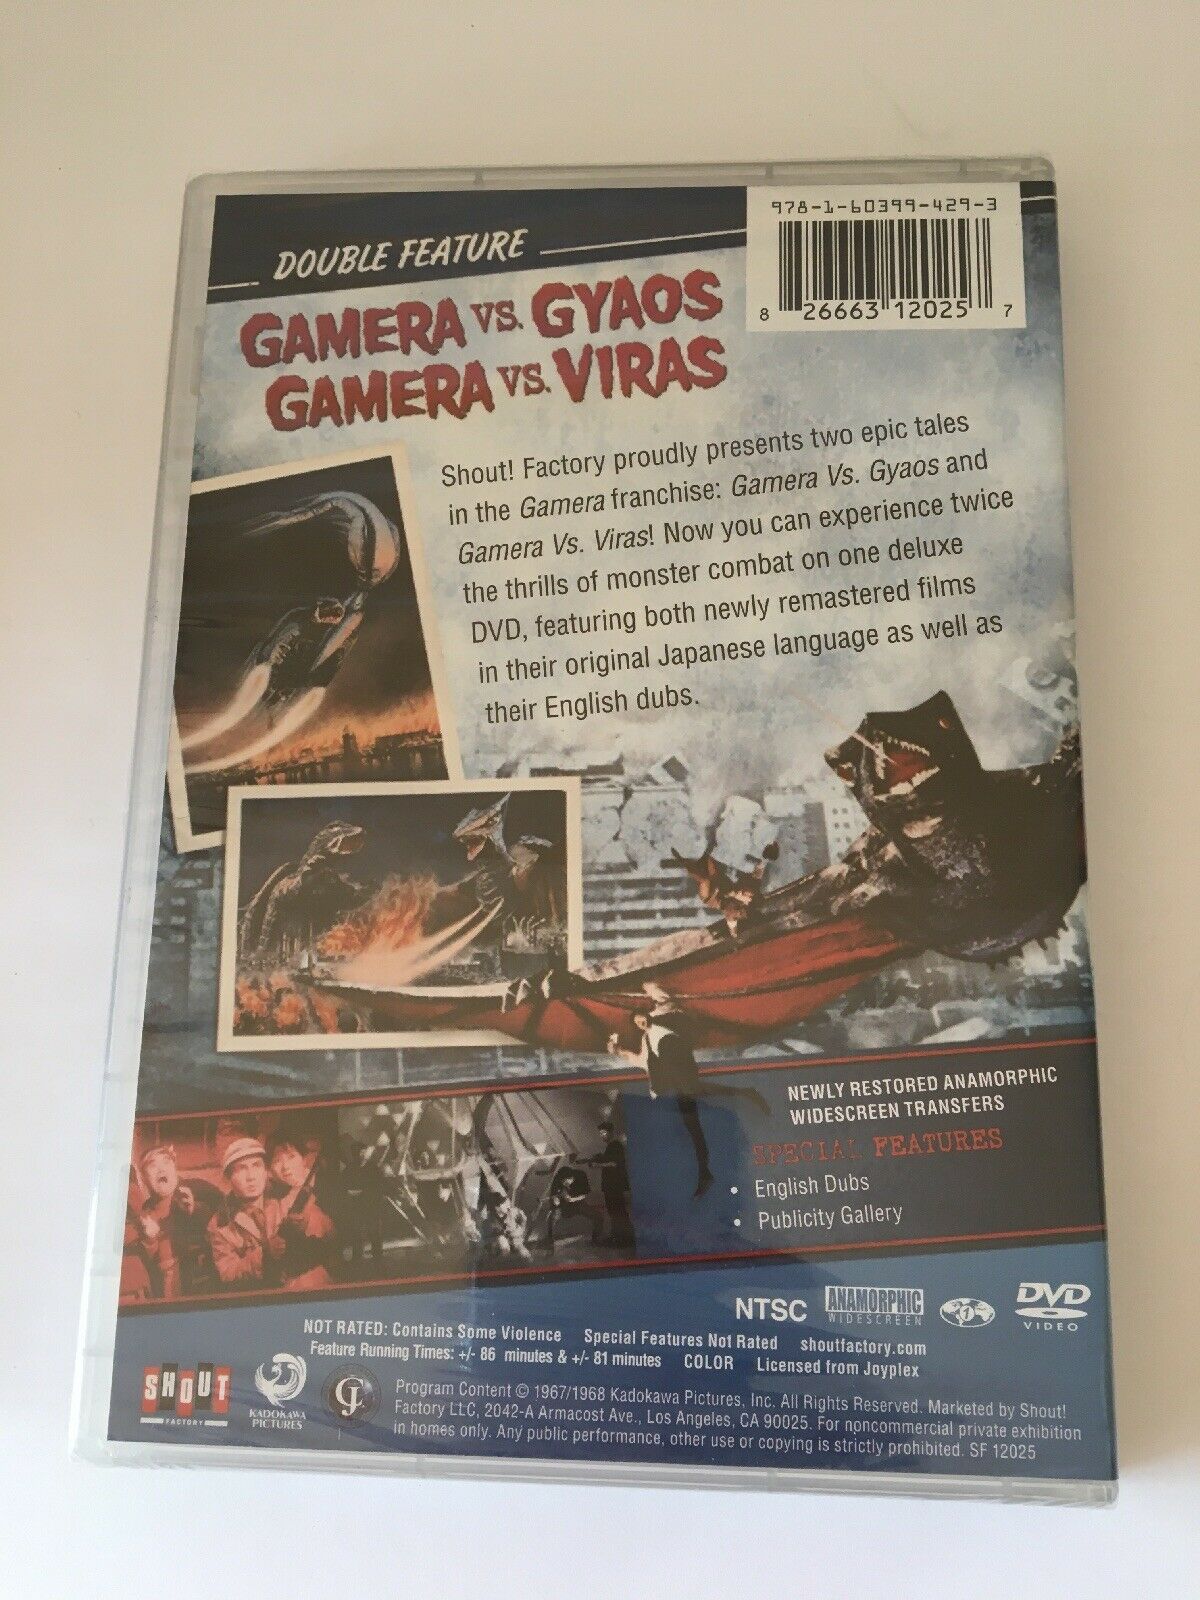 978-1-60399-429-3
8 26663 12025 7
DOUBLE FEATURE
GAMERA VS. GYAOS
GAMERA VS. VIRAS
Shout! Factory proudly presents two epic tales
in the Gamera franchise: Gamera Vs. Gyaos and
Gamera Vs. Viras! Now you can experience twice
the thrills of monster combat on one deluxe
DVD, featuring both newly remastered films
in their original Japanese language as well as
their English dubs.
NEWLY RESTORED ANAMORPHIC
WIDESCREEN TRANSFERS
SPECIAL FEATURES
• English Dubs
• Publicity Gallery
NTSC
ANAMORPHIC
WIDESCREEN
1
DVD
VIDEO
NOT RATED: Contains Some Violence Special Features Not Rated shoutfactory.com
Feature Running Times: +/- 86 minutes & +/- 81 minutes COLOR Licensed from Joyplex
SHOUT
FACTORY
KADOKAWA
PICTURES
Program Content © 1967/1968 Kadokawa Pictures, Inc. All Rights Reserved. Marketed by Shout!
Factory LLC, 2042-A Armacost Ave., Los Angeles, CA 90025. For noncommercial private exhibition
in homes only. Any public performance, other use or copying is strictly prohibited. SF 12025